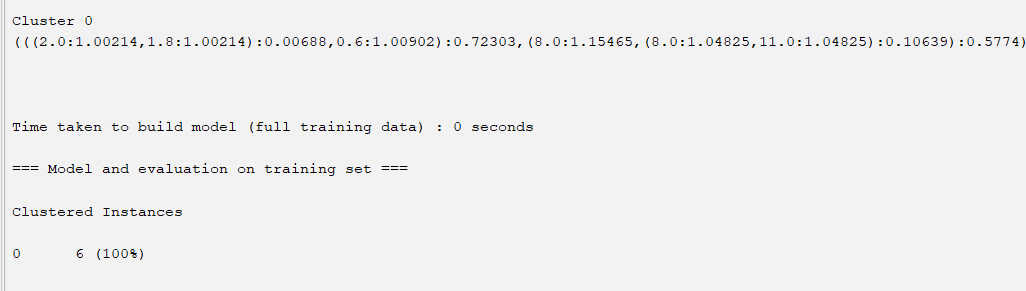 Cluster 0
(((2.0:1.00214,1.8:1.00214):0.00688,0.6:1.00902):0.72303,(8.0:1.15465,(8.0:1.04825,11.0:1.04825):0.10639):0.5774)
Time taken to build model (full training data) : 0 seconds
=== Model and evaluation on training set ===
Clustered Instances
0 6 (100%)